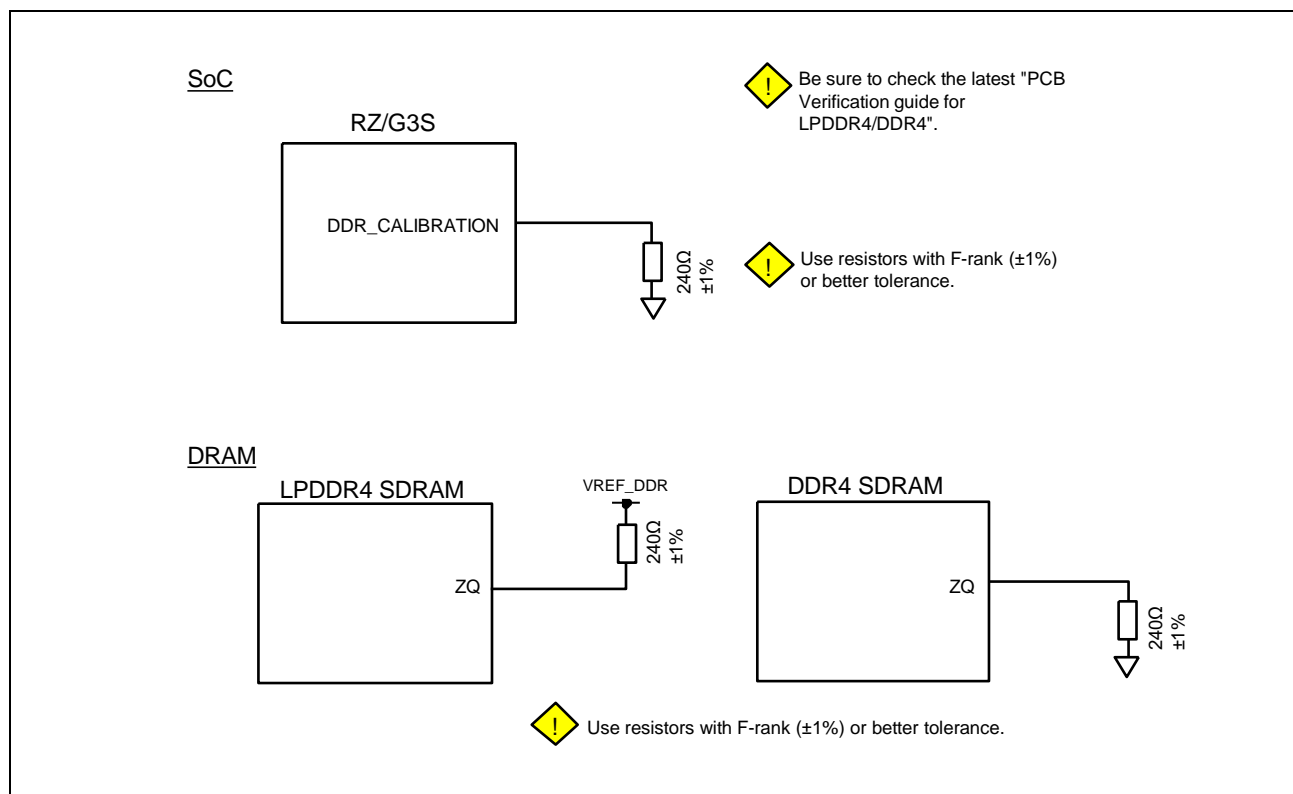 SoC
RZ/G3S
DDR_CALIBRATION
240Ω
±1%
!
Be sure to check the latest "PCB
Verification guide for
LPDDR4/DDR4".
!
Use resistors with F-rank (±1%)
or better tolerance.
DRAM
LPDDR4 SDRAM
ZQ
VREF_DDR
240Ω
±1%
DDR4 SDRAM
ZQ
240Ω
±1%
!
Use resistors with F-rank (±1%) or better tolerance.